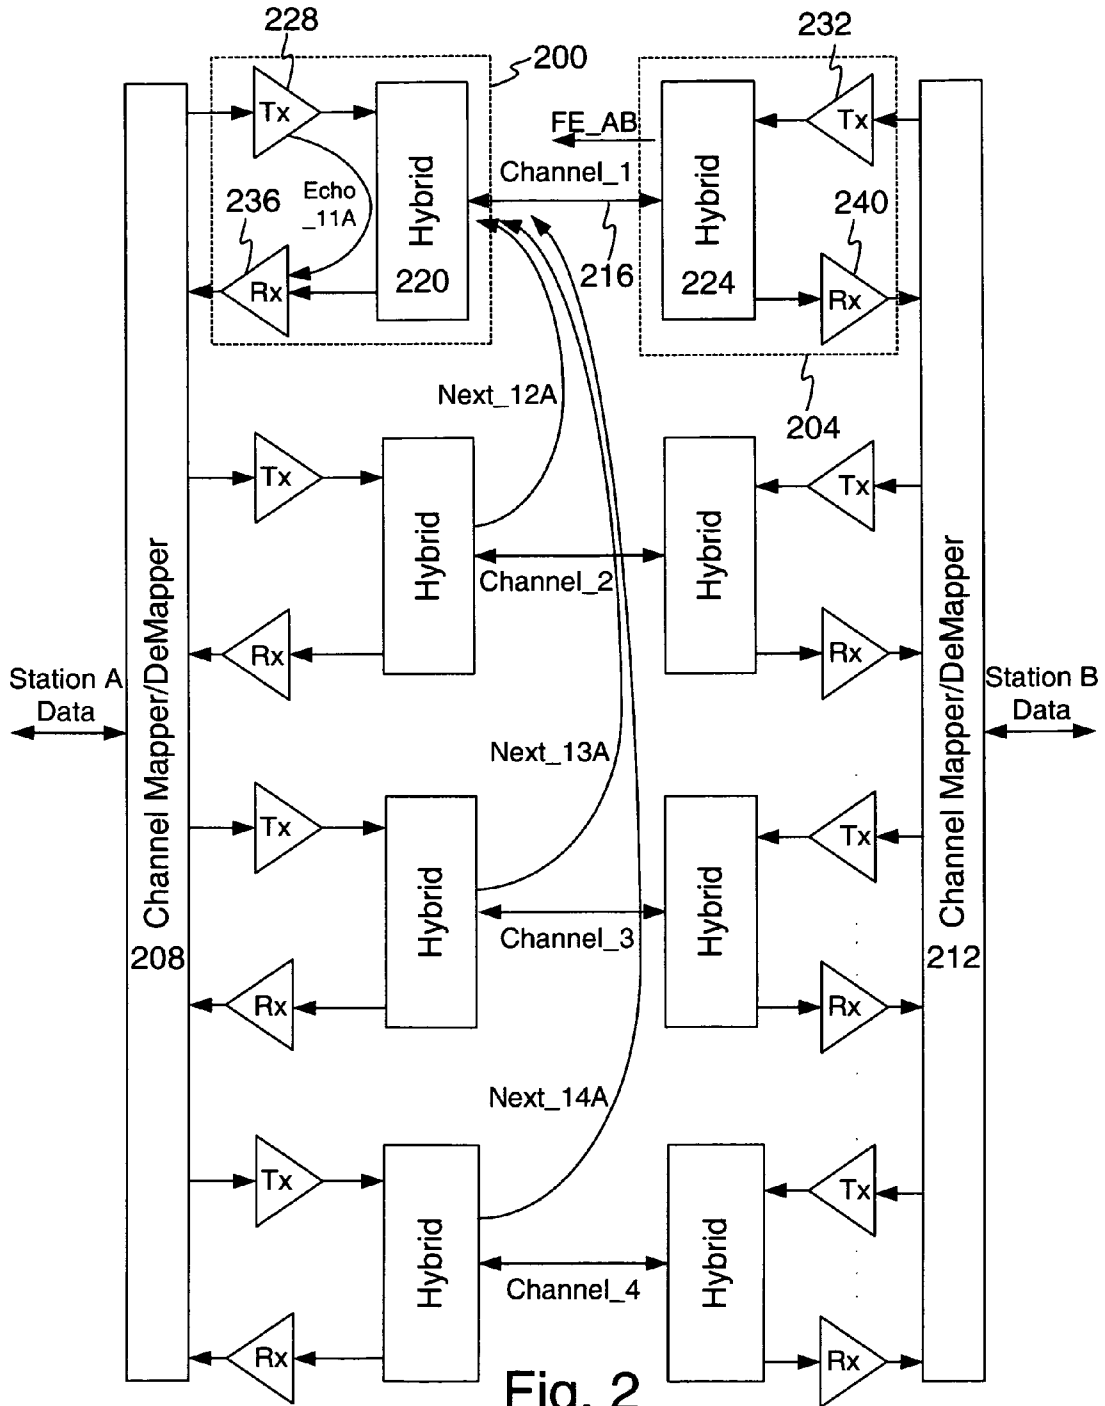 228
232
200
Tx
Tx
FE_AB
Channel_1
Echo
_11A
Hybrid
Hybrid
236
240
220
216
224
Rx
Rx
Next_12A
204
Tx
Tx
Hybrid
Hybrid
Channel_2
Rx
Rx
Station A
Data
Channel Mapper/DeMapper
208
Channel Mapper/DeMapper
212
Station B
Data
Next_13A
Tx
Tx
Hybrid
Hybrid
Channel_3
Rx
Rx
Next_14A
Tx
Tx
Hybrid
Hybrid
Channel_4
Rx
Rx
Fig. 2